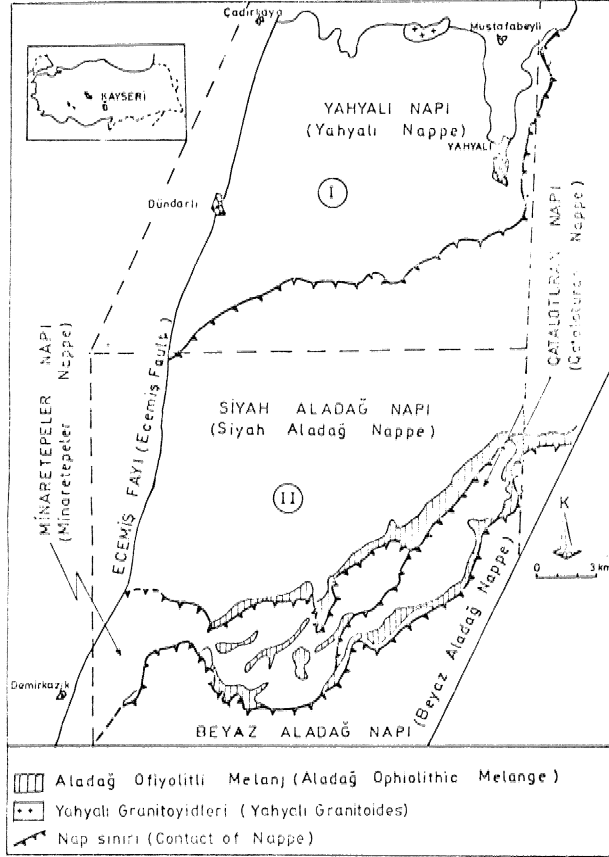 Çadırkaya
Mustafabeyli
KAYSERİ
YAHYALI NAPI
(Yahyalı Nappe)
YAHYALI
I
Dündarlı
ÇATALOTURAN NAPI
(Çataloturan Nappe)
MİNARETEPELER NAPI
(Minaretepeler Nappe)
ECEMİŞ FAYI (Ecemiş Fault)
SİYAH ALADAĞ NAPI
(Siyah Aladağ Nappe)
II
K
0 3 km
Demirkazık
BEYAZ ALADAĞ NAPI
(Beyaz Aladağ Nappe)
Aladağ Ofiyolitli Melanj (Aladağ Ophiolithic Melange)
Yahyalı Granitoyidleri (Yahyalı Granitoides)
Nap sınırı (Contact of Nappe)